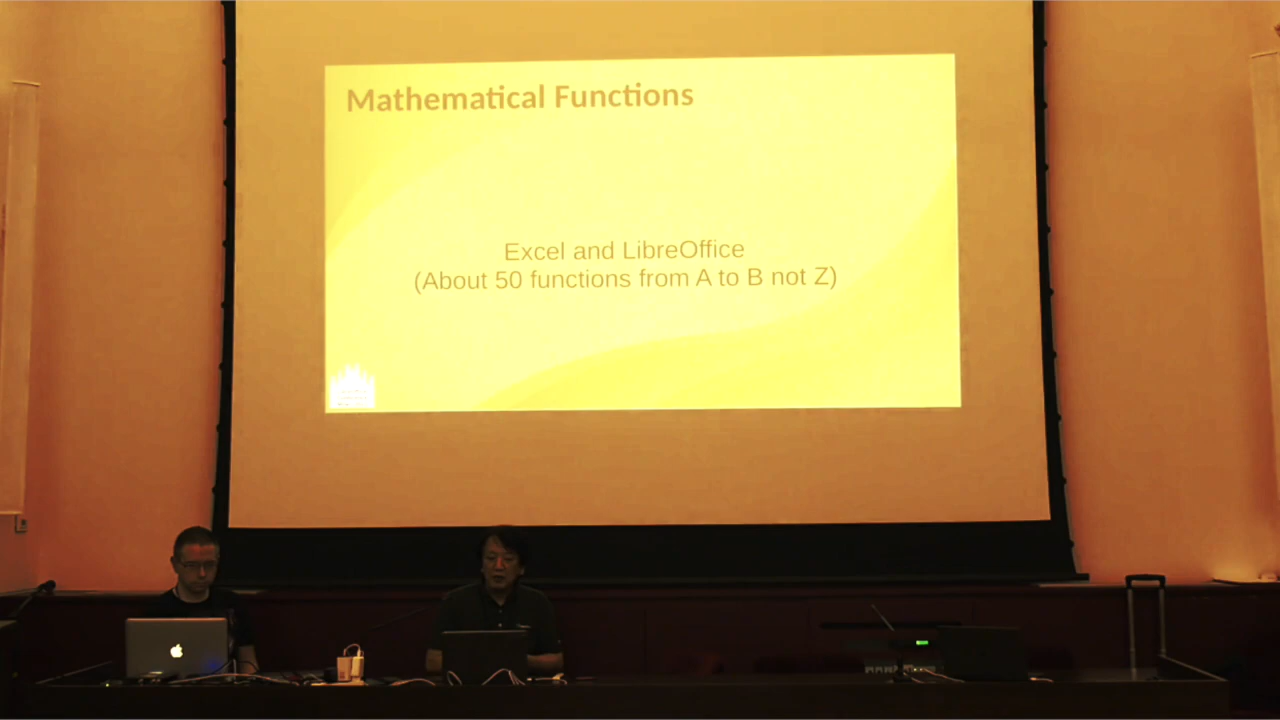 Mathematical Functions
Excel and LibreOffice
(About 50 functions from A to B not Z)